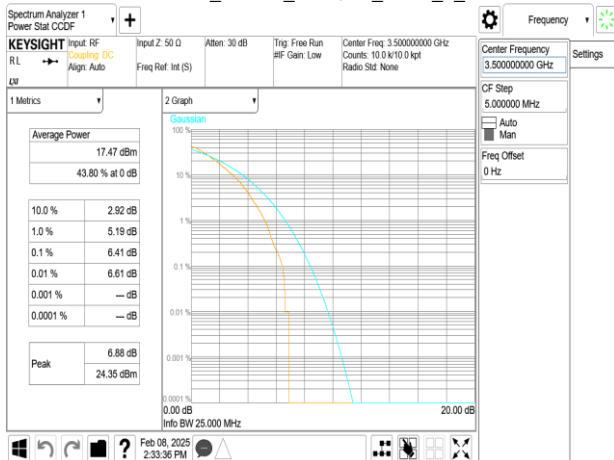 Spectrum Analyzer 1
Power Stat CCDF
+
Frequency
KEYSIGHT
RL
LXI
Input: RF
Coupling: DC
Align: Auto
Input Z: 50 Ω
Freq Ref: Int (S)
Atten: 30 dB
Trig: Free Run
#IF Gain: Low
Center Freq: 3.500000000 GHz
Counts: 10.0 k/10.0 kpt
Radio Std: None
Center Frequency
3.500000000 GHz
Settings
CF Step
5.000000 MHz
Auto
Man
Freq Offset
0 Hz
1 Metrics
Average Power
17.47 dBm
43.80 % at 0 dB
10.0 % 2.92 dB
1.0 % 5.19 dB
0.1 % 6.41 dB
0.01 % 6.61 dB
0.001 % --- dB
0.0001 % --- dB
Peak
6.88 dB
24.35 dBm
2 Graph
Gaussian
100 %
10 %
1 %
0.1 %
0.01 %
0.001 %
0.0001 %
0.00 dB 20.00 dB
Info BW 25.000 MHz
?
Feb 08, 2025
2:33:36 PM